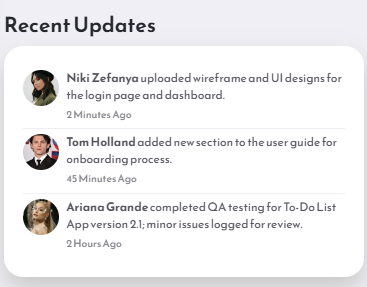 Recent Updates
Niki Zefanya uploaded wireframe and UI designs for
the login page and dashboard.
2 Minutes Ago
Tom Holland added new section to the user guide for
onboarding process.
45 Minutes Ago
Ariana Grande completed QA testing for To-Do List
App version 2.1; minor issues logged for review.
2 Hours Ago